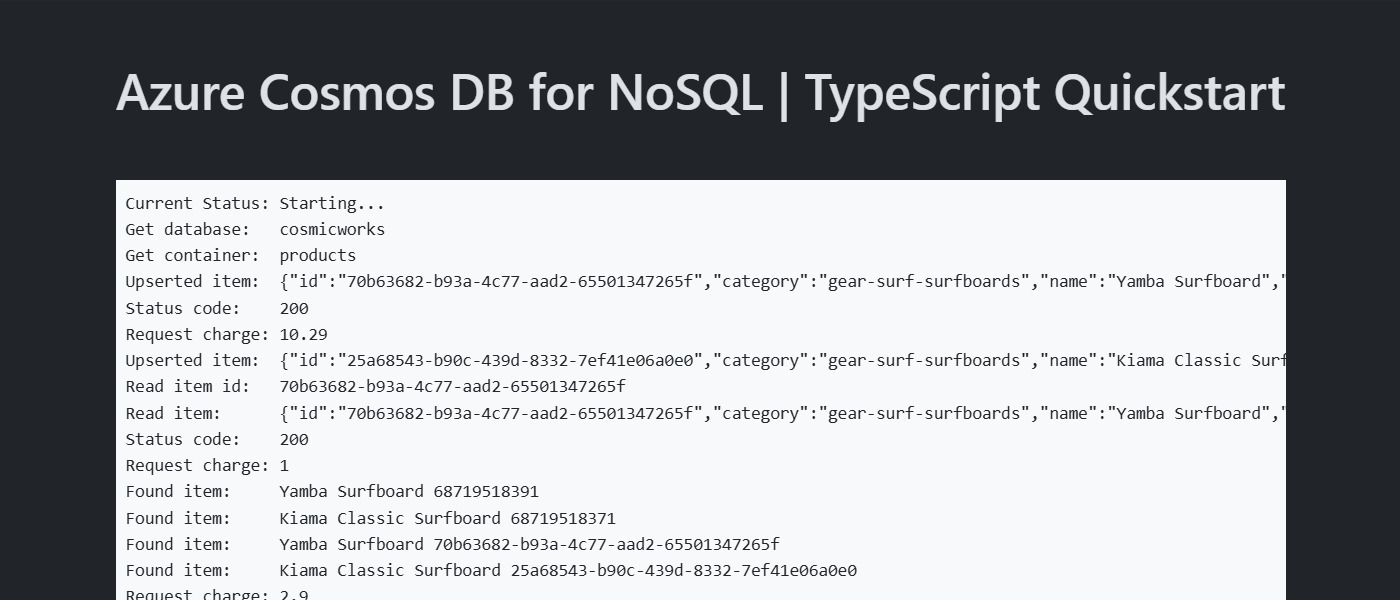 Azure Cosmos DB for NoSQL | TypeScript Quickstart
Current Status: Starting...
Get database:   cosmicworks
Get container:  products
Upserted item:  {"id":"70b63682-b93a-4c77-aad2-65501347265f","category":"gear-surf-surfboards","name":"Yamba Surfboard","
Status code:    200
Request charge: 10.29
Upserted item:  {"id":"25a68543-b90c-439d-8332-7ef41e06a0e0","category":"gear-surf-surfboards","name":"Kiama Classic Surf
Read item id:   70b63682-b93a-4c77-aad2-65501347265f
Read item:      {"id":"70b63682-b93a-4c77-aad2-65501347265f","category":"gear-surf-surfboards","name":"Yamba Surfboard","
Status code:    200
Request charge: 1
Found item:     Yamba Surfboard 68719518391
Found item:     Kiama Classic Surfboard 68719518371
Found item:     Yamba Surfboard 70b63682-b93a-4c77-aad2-65501347265f
Found item:     Kiama Classic Surfboard 25a68543-b90c-439d-8332-7ef41e06a0e0
Request charge: 2.9